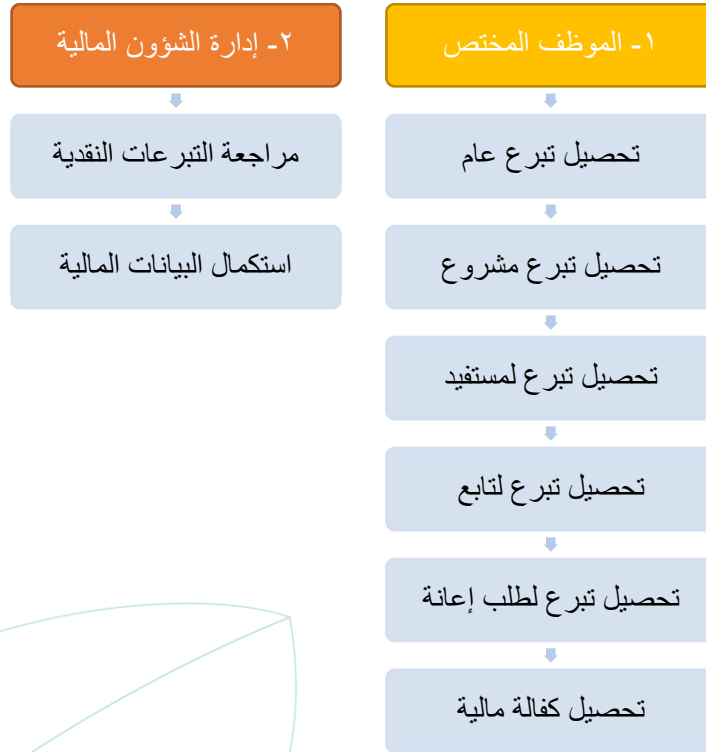 ١- الموظف المختص
تحصيل تبرع عام
تحصيل تبرع مشروع
تحصيل تبرع لمستفيد
تحصيل تبرع لتابع
تحصيل تبرع لطلب إعانة
تحصيل كفالة مالية
٢- إدارة الشؤون المالية
مراجعة التبرعات النقدية
استكمال البيانات المالية